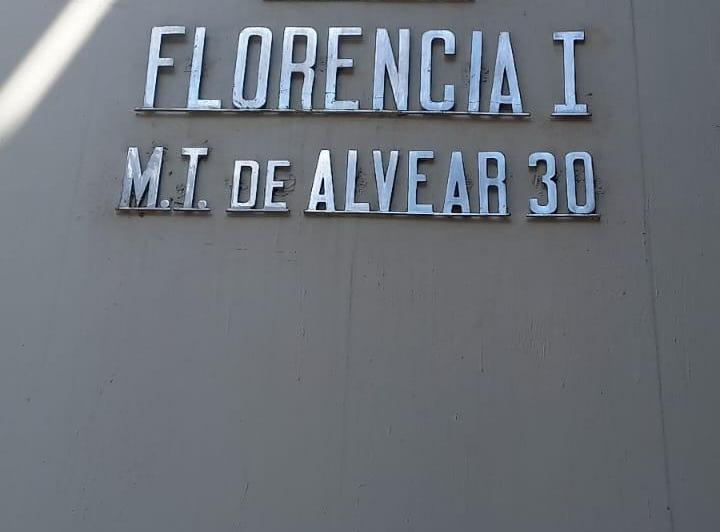 FLORENCIA I
M.T. DE ALVEAR 30